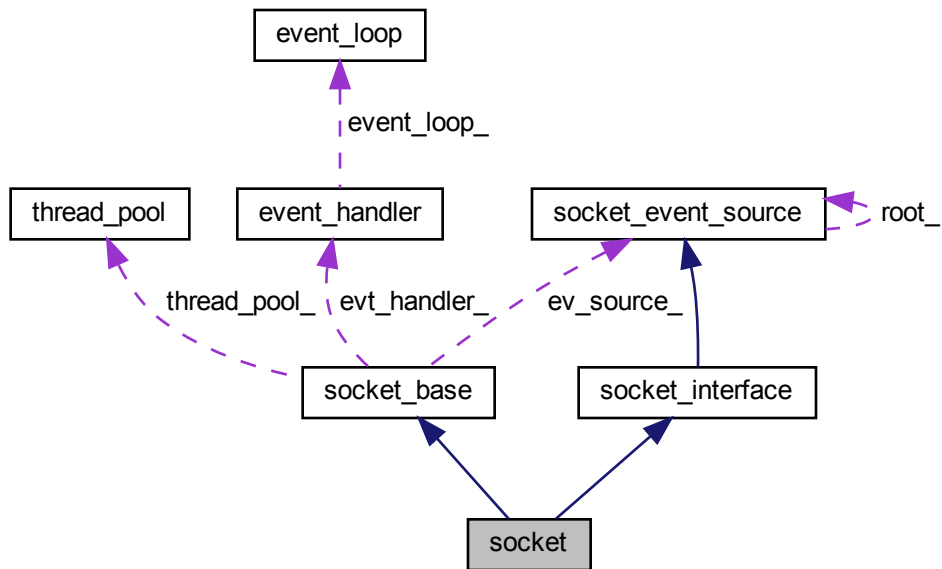 event_loop
event_loop_
thread_pool
event_handler
socket_event_source
root_
thread_pool_
evt_handler_
ev_source_
socket_base
socket_interface
socket